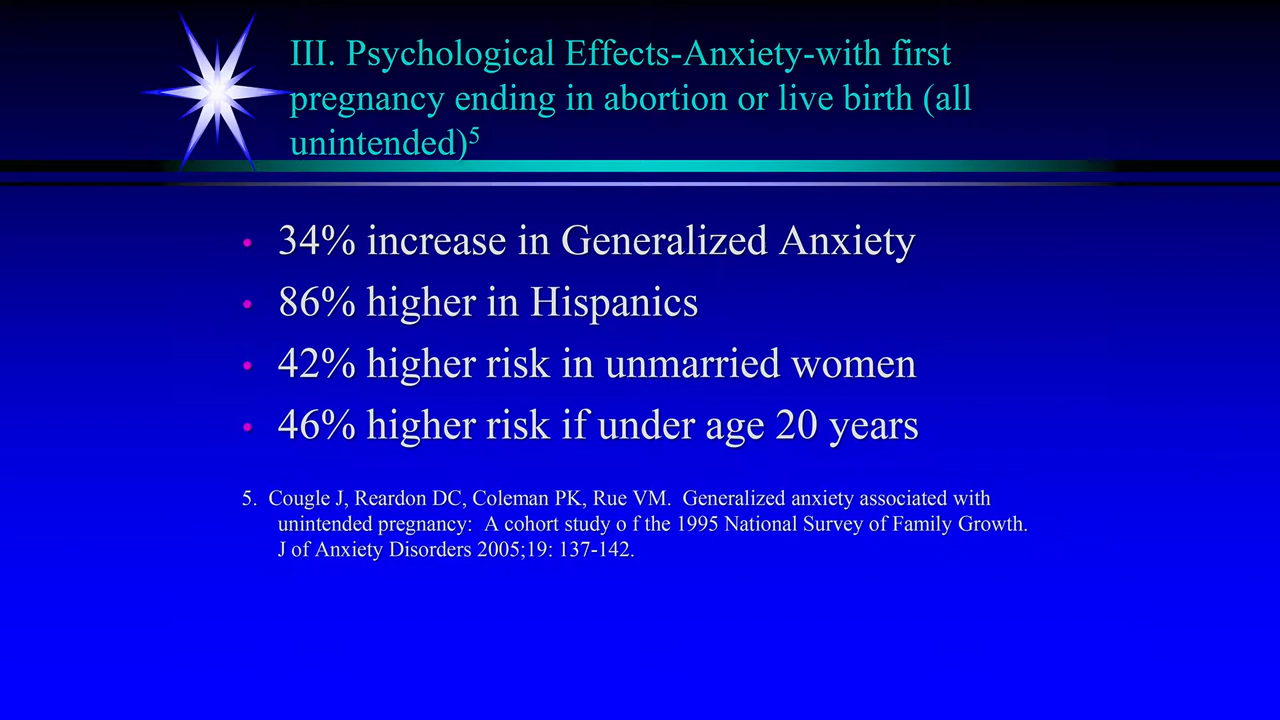 III. Psychological Effects-Anxiety-with first
pregnancy ending in abortion or live birth (all
unintended)5
• 34% increase in Generalized Anxiety
• 86% higher in Hispanics
• 42% higher risk in unmarried women
• 46% higher risk if under age 20 years
5. Cougle J, Reardon DC, Coleman PK, Rue VM. Generalized anxiety associated with
unintended pregnancy: A cohort study o f the 1995 National Survey of Family Growth.
J of Anxiety Disorders 2005;19: 137-142.